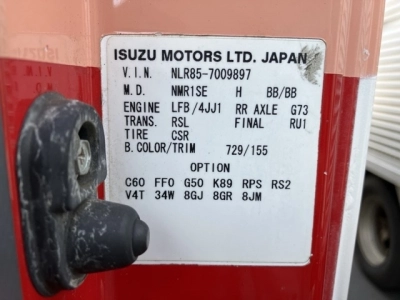 ISUZU MOTORS LTD. JAPAN
V.I.N. NLR85-7009897
M.D. NMR1SE H BB/BB
ENGINE LFB/4JJ1 RR AXLE G73
TRANS. RSL FINAL RU1
TIRE CSR
B.COLOR/TRIM 729/155
OPTION
C60 FF0 G50 K89 RPS RS2
V4T 34W 8GJ 8GR 8JM